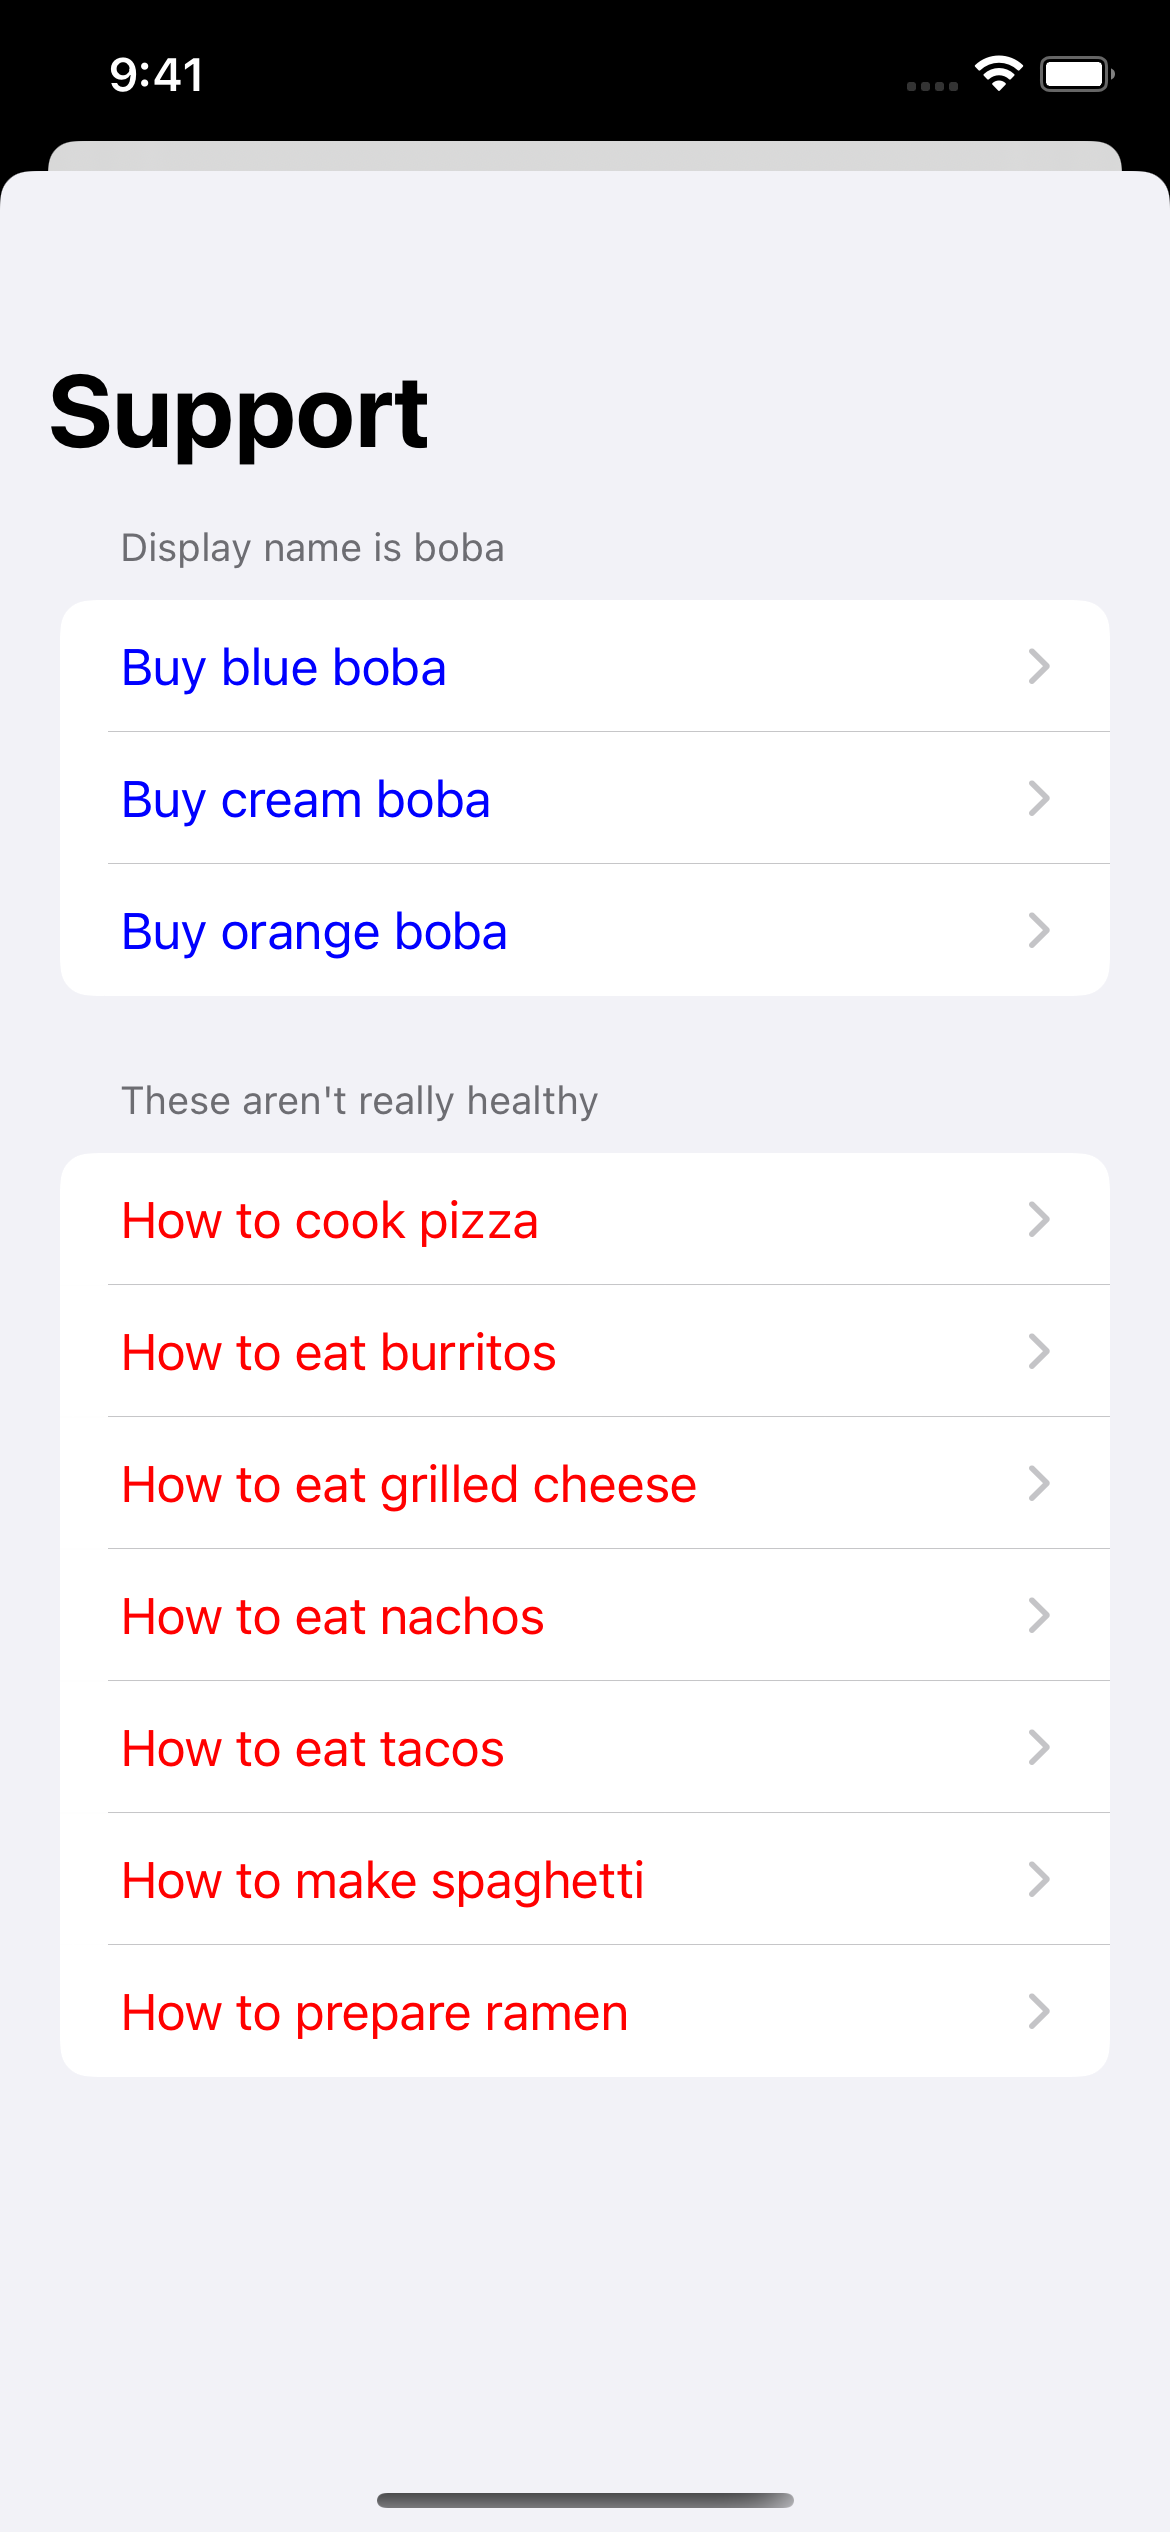 9:41
Support
Display name is boba
Buy blue boba
Buy cream boba
Buy orange boba
These aren't really healthy
How to cook pizza
How to eat burritos
How to eat grilled cheese
How to eat nachos
How to eat tacos
How to make spaghetti
How to prepare ramen